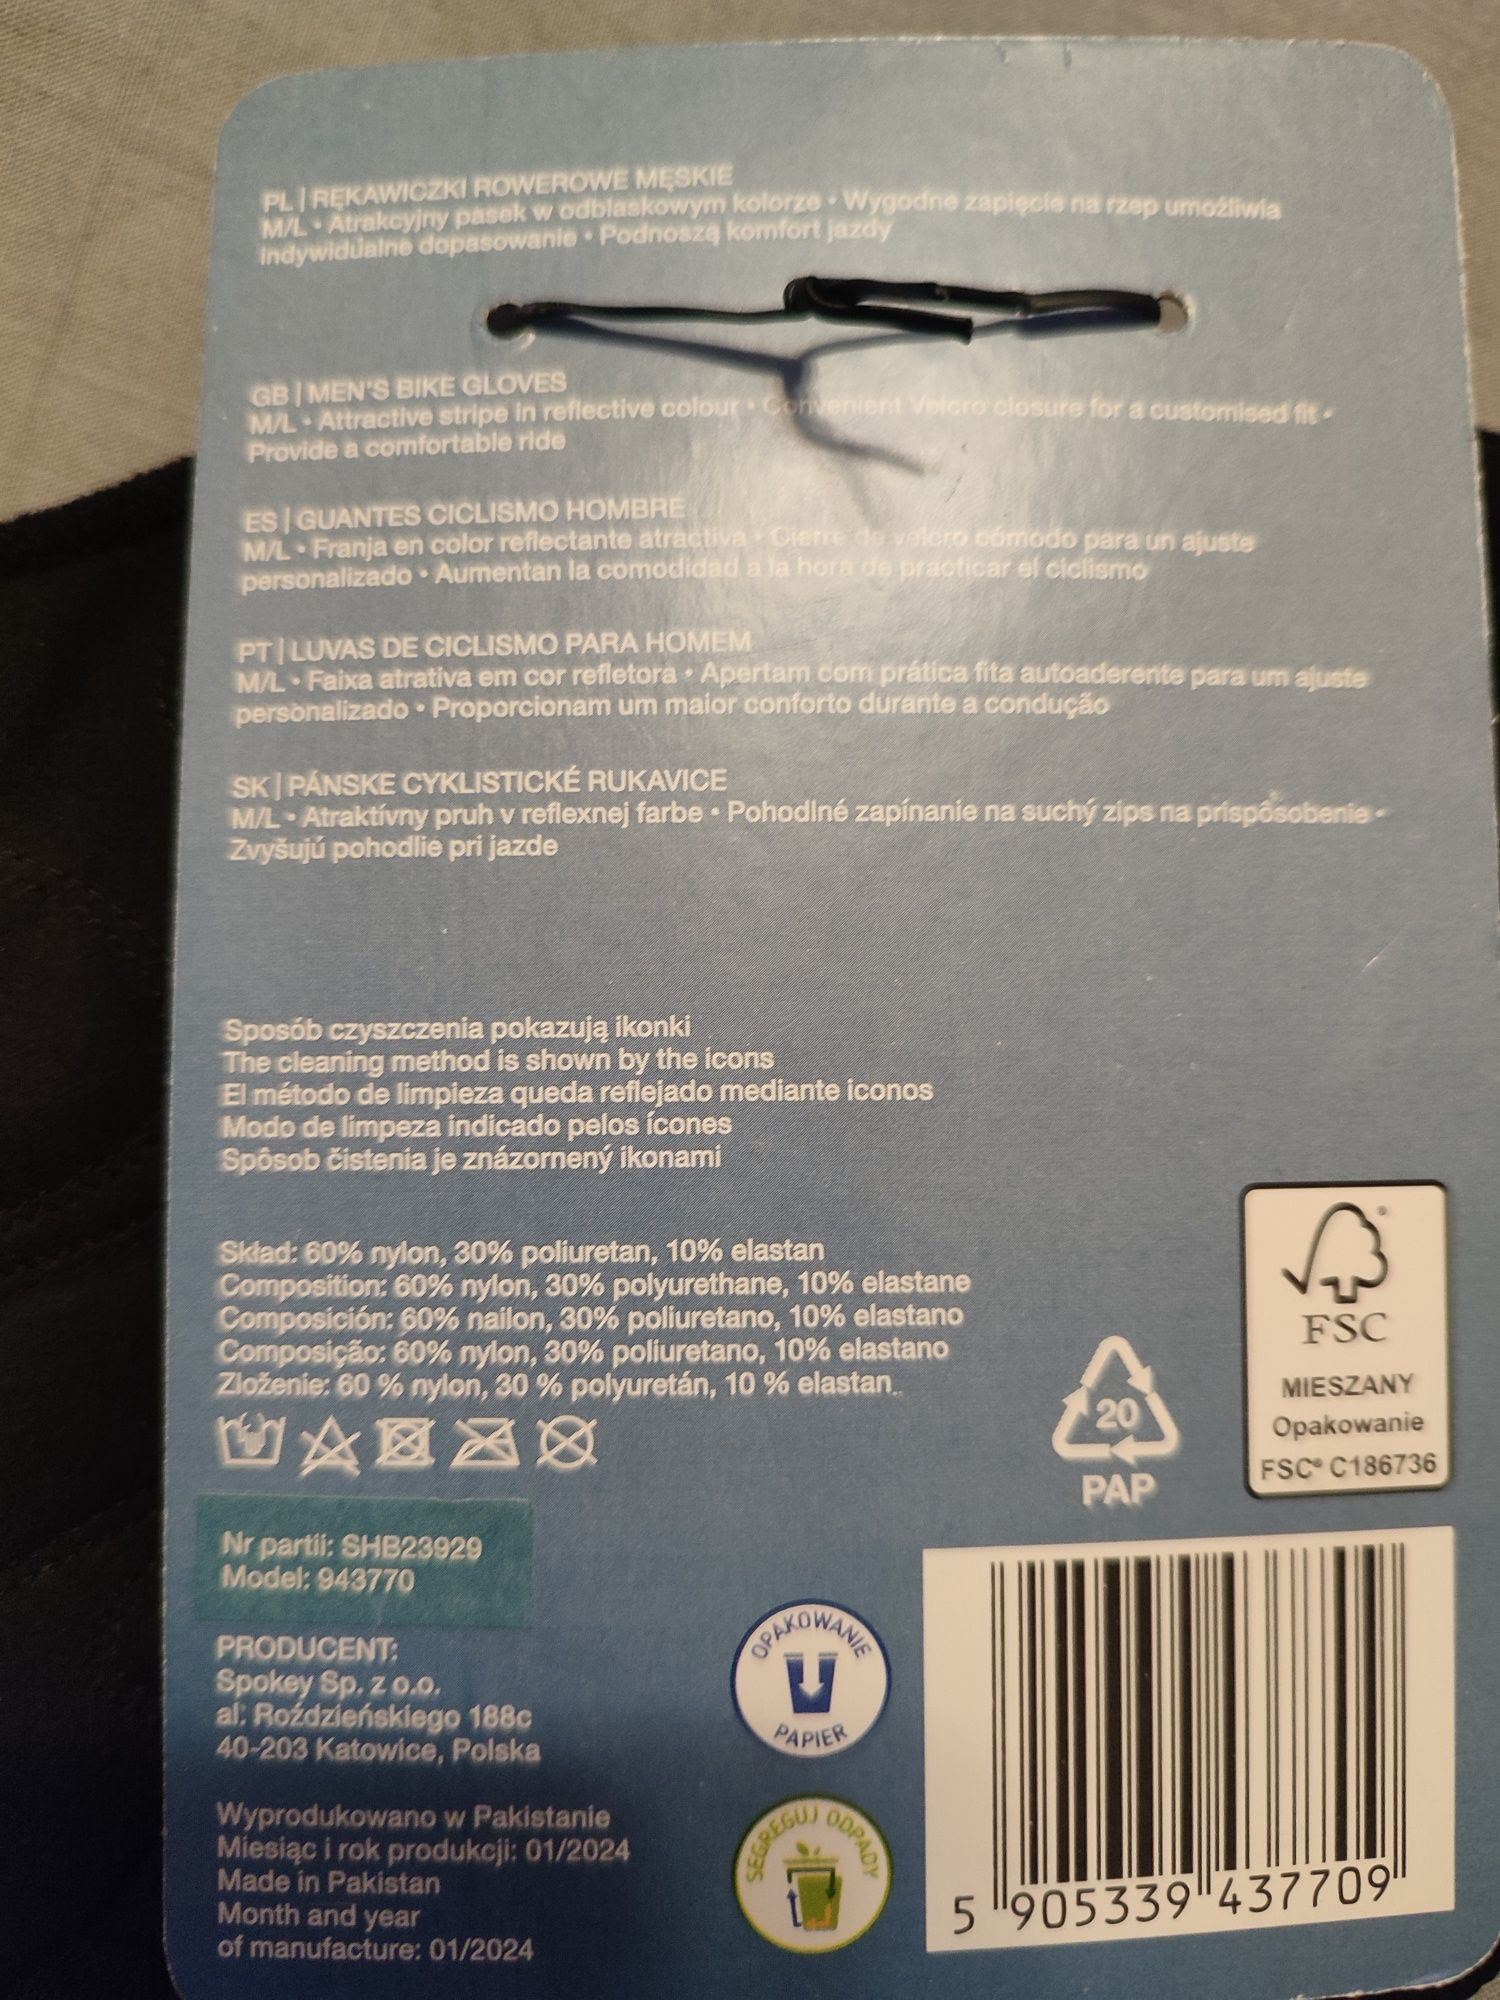 PL | RĘKAWICZKI ROWEROWE MĘSKIE
M/L • Atrakcyjny pasek w odblaskowym kolorze • Wygodne zapięcie na rzep umożliwia
indywidualne dopasowanie • Podnoszą komfort jazdy
GB | MEN'S BIKE GLOVES
M/L • Attractive stripe in reflective colour • Convenient Velcro closure for a customised fit •
Provide a comfortable ride
ES | GUANTES CICLISMO HOMBRE
M/L • Franja en color reflectante atractiva • Cierre de velcro cómodo para un ajuste
personalizado • Aumentan la comodidad a la hora de practicar el ciclismo
PT | LUVAS DE CICLISMO PARA HOMEM
M/L • Faixa atrativa em cor refletora • Apertam com prática fita autoaderente para um ajuste
personalizado • Proporcionam um maior conforto durante a condução
SK | PÁNSKE CYKLISTICKÉ RUKAVICE
M/L • Atraktívny pruh v reflexnej farbe • Pohodlné zapínanie na suchý zips na prispôsobenie •
Zvyšujú pohodlie pri jazde
Sposób czyszczenia pokazują ikonki
The cleaning method is shown by the icons
El método de limpieza queda reflejado mediante iconos
Modo de limpeza indicado pelos ícones
Spôsob čistenia je znázornený ikonami
Skład: 60% nylon, 30% poliuretan, 10% elastan
Composition: 60% nylon, 30% polyurethane, 10% elastane
Composición: 60% nailon, 30% poliuretano, 10% elastano
Composição: 60% nylon, 30% poliuretano, 10% elastano
Zloženie: 60 % nylon, 30 % polyuretán, 10 % elastan.
20
PAP
FSC
MIESZANY
Opakowanie
FSC® C186736
Nr partii: SHB23929
Model: 943770
PRODUCENT:
Spokey Sp. z o.o.
al. Roździeńskiego 188c
40-203 Katowice, Polska
Wyprodukowano w Pakistanie
Miesiąc i rok produkcji: 01/2024
Made in Pakistan
Month and year
of manufacture: 01/2024
OPAKOWANIE
PAPIER
SEGREGUJ ODPADY
5 905339 437709